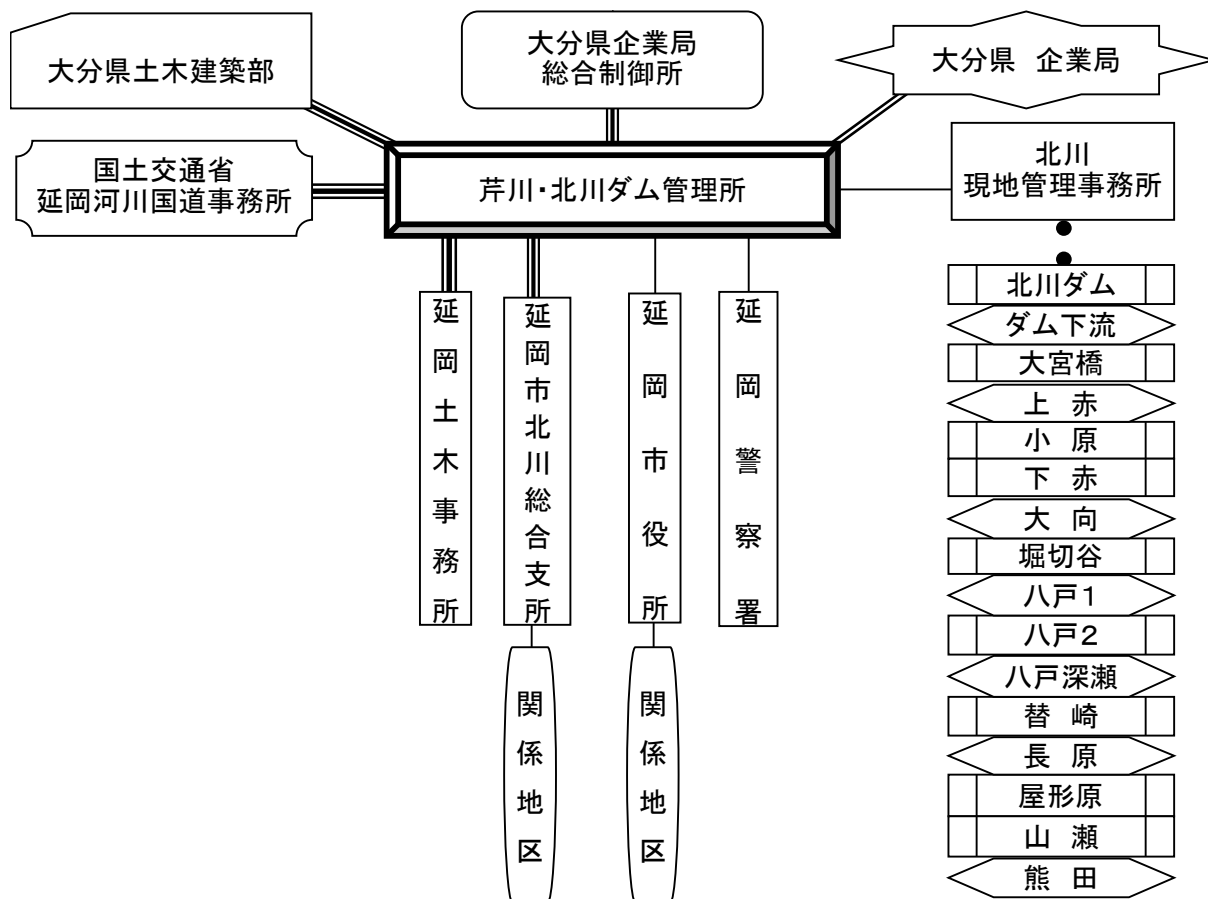 大分県土木建築部
大分県企業局
総合制御所
大分県 企業局
国土交通省
延岡河川国道事務所
芹川・北川ダム管理所
北川
現地管理事務所
延岡土木事務所
延岡市北川総合支所
延岡市役所
延岡警察署
関係地区
関係地区
北川ダム
ダム下流
大宮橋
上 赤
小 原
下 赤
大 向
堀切谷
八戸1
八戸2
八戸深瀬
替 崎
長 原
屋形原
山 瀬
熊 田